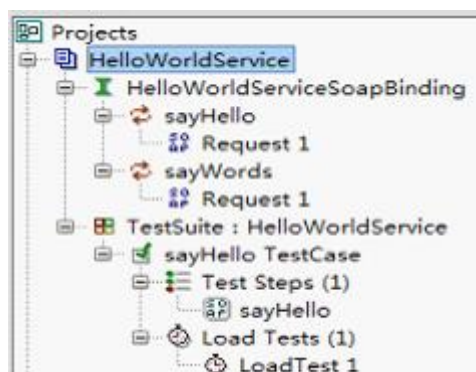 Projects
HelloWorldService
HelloWorldServiceSoapBinding
sayHello
Request 1
sayWords
Request 1
TestSuite : HelloWorldService
sayHello TestCase
Test Steps (1)
sayHello
Load Tests (1)
LoadTest 1